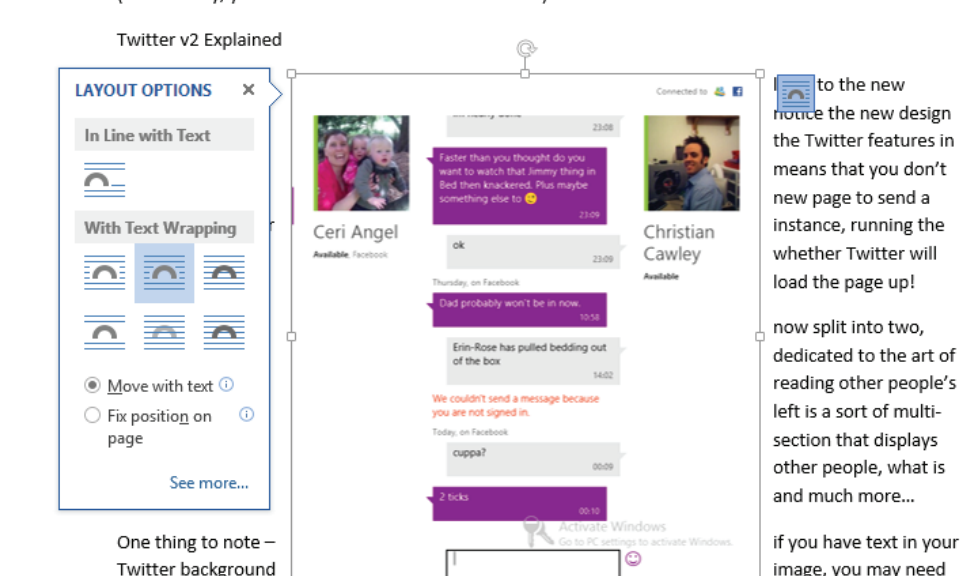 Twitter v2 Explained
LAYOUT OPTIONS
In Line with Text
With Text Wrapping
Move with text
Fix position on
page
See more...
Connected to
23:08
Faster than you thought do you
want to watch that Jimmy thing in
Bed then knackered. Plus maybe
something else to
23:09
ok
23:09
Thursday, on Facebook
Dad probably won't be in now.
10:58
Erin-Rose has pulled bedding out
of the box
14:02
We couldn't send a message because
you are not signed in.
Today, on Facebook
cuppa?
00:09
2 ticks
00:10
Ceri Angel
Available, Facebook
Christian
Cawley
Available
Activate Windows
Go to PC settings to activate Windows.
to the new
notice the new design
the Twitter features in
means that you don't
new page to send a
instance, running the
whether Twitter will
load the page up!
now split into two,
dedicated to the art of
reading other people's
left is a sort of multi-
section that displays
other people, what is
and much more...
One thing to note –
Twitter background
if you have text in your
image, you may need